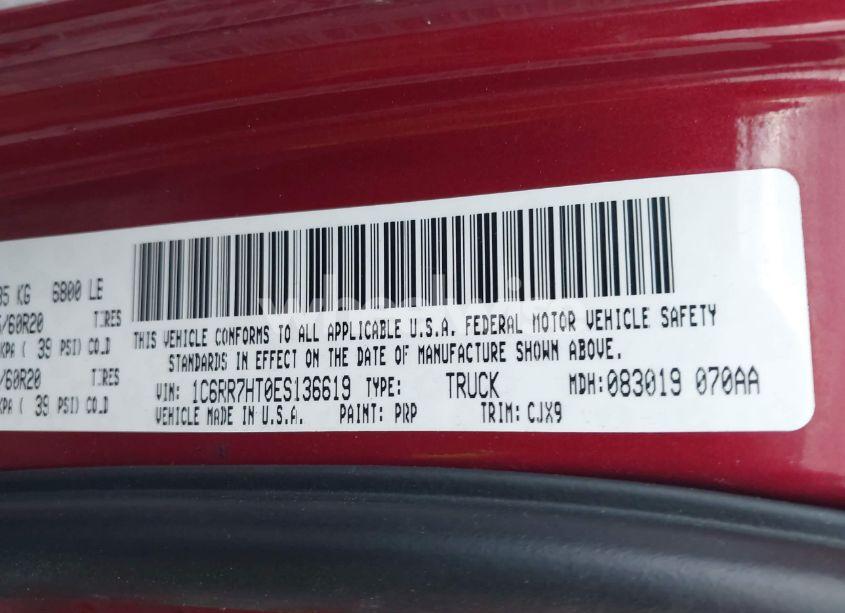 95 KG 6800 LB
/60R20 TIRES
KPA ( 39 PSI) COLD
/60R20 TIRES
KPA ( 39 PSI) COLD
THIS VEHICLE CONFORMS TO ALL APPLICABLE U.S.A. FEDERAL MOTOR VEHICLE SAFETY
STANDARDS IN EFFECT ON THE DATE OF MANUFACTURE SHOWN ABOVE.
VIN: 1C6RR7HT0ES136619 TYPE: TRUCK MDH: 083019 070AA
VEHICLE MADE IN U.S.A. PAINT: PRP TRIM: CJX9